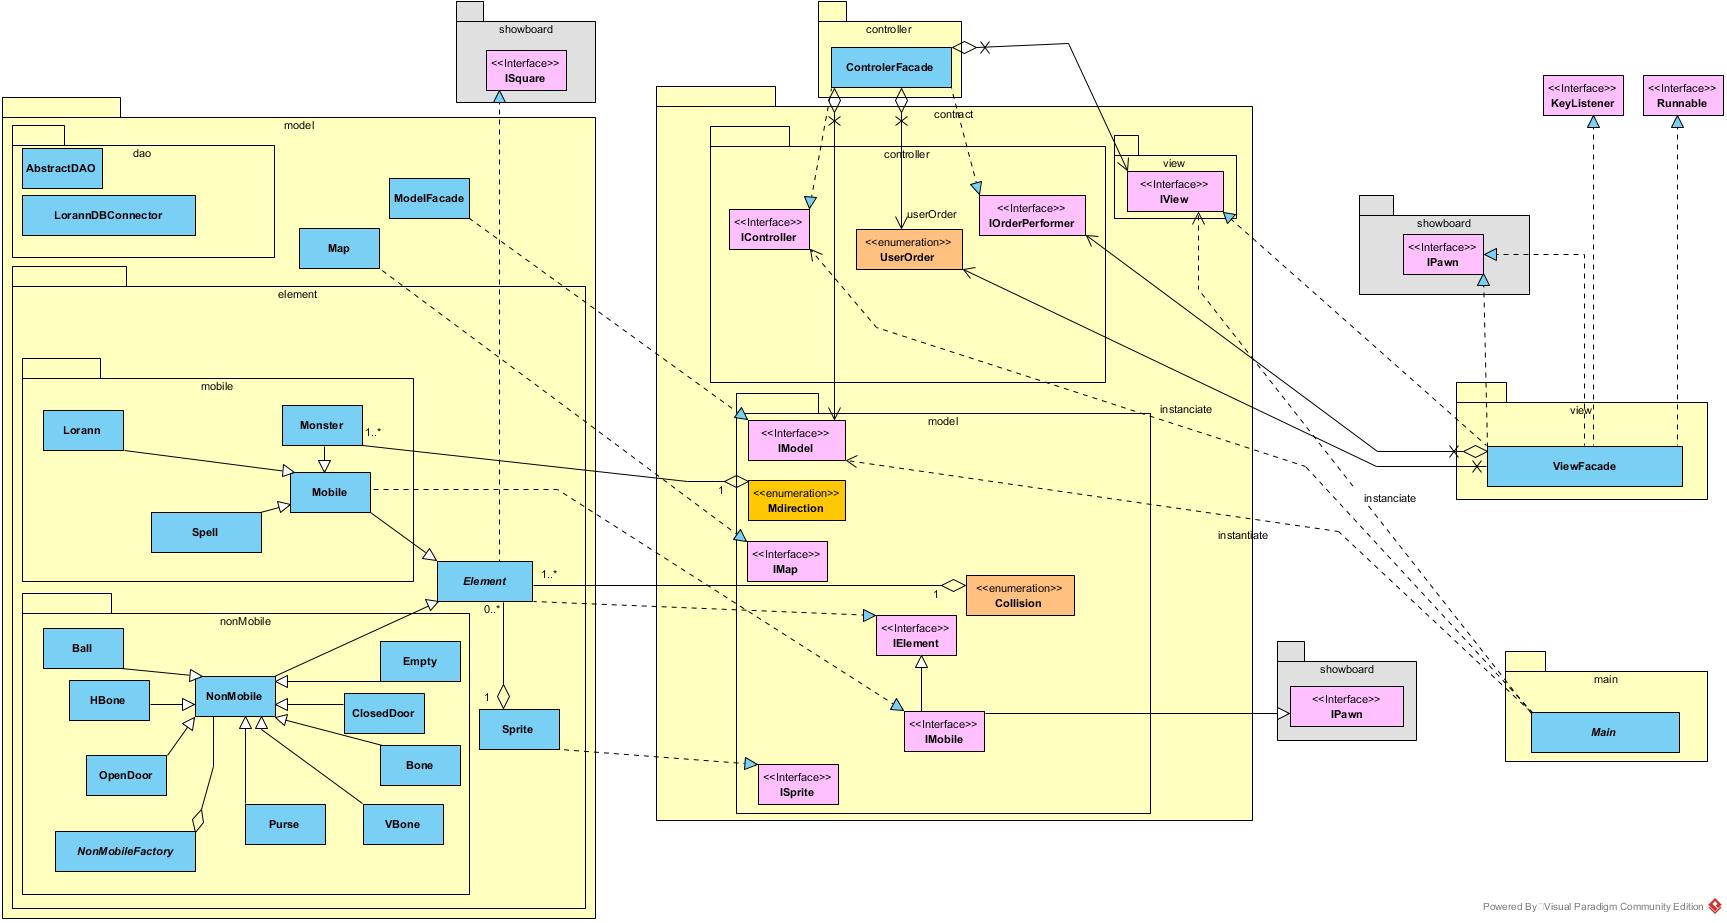 showboard
<<Interface>>
ISquare
controller
ControlerFacade
<<Interface>>
KeyListener
<<Interface>>
Runnable
model
dao
AbstractDAO
LorannDBConnector
ModelFacade
Map
contract
controller
<<Interface>>
IController
userOrder
<<enumeration>>
UserOrder
<<Interface>>
IOrderPerformer
view
<<Interface>>
IView
showboard
<<Interface>>
IPawn
element
mobile
Lorann
Monster
1..*
Mobile
Spell
Element
1..*
0..*
1
model
<<Interface>>
IModel
<<enumeration>>
Mdirection
1
<<Interface>>
IMap
<<enumeration>>
Collision
1
<<Interface>>
IElement
<<Interface>>
IMobile
<<Interface>>
ISprite
instanciate
instanciate
instantiate
view
ViewFacade
nonMobile
Ball
Empty
HBone
NonMobile
ClosedDoor
Sprite
OpenDoor
Bone
Purse
VBone
NonMobileFactory
showboard
<<Interface>>
IPawn
main
Main
Powered By Visual Paradigm Community Edition